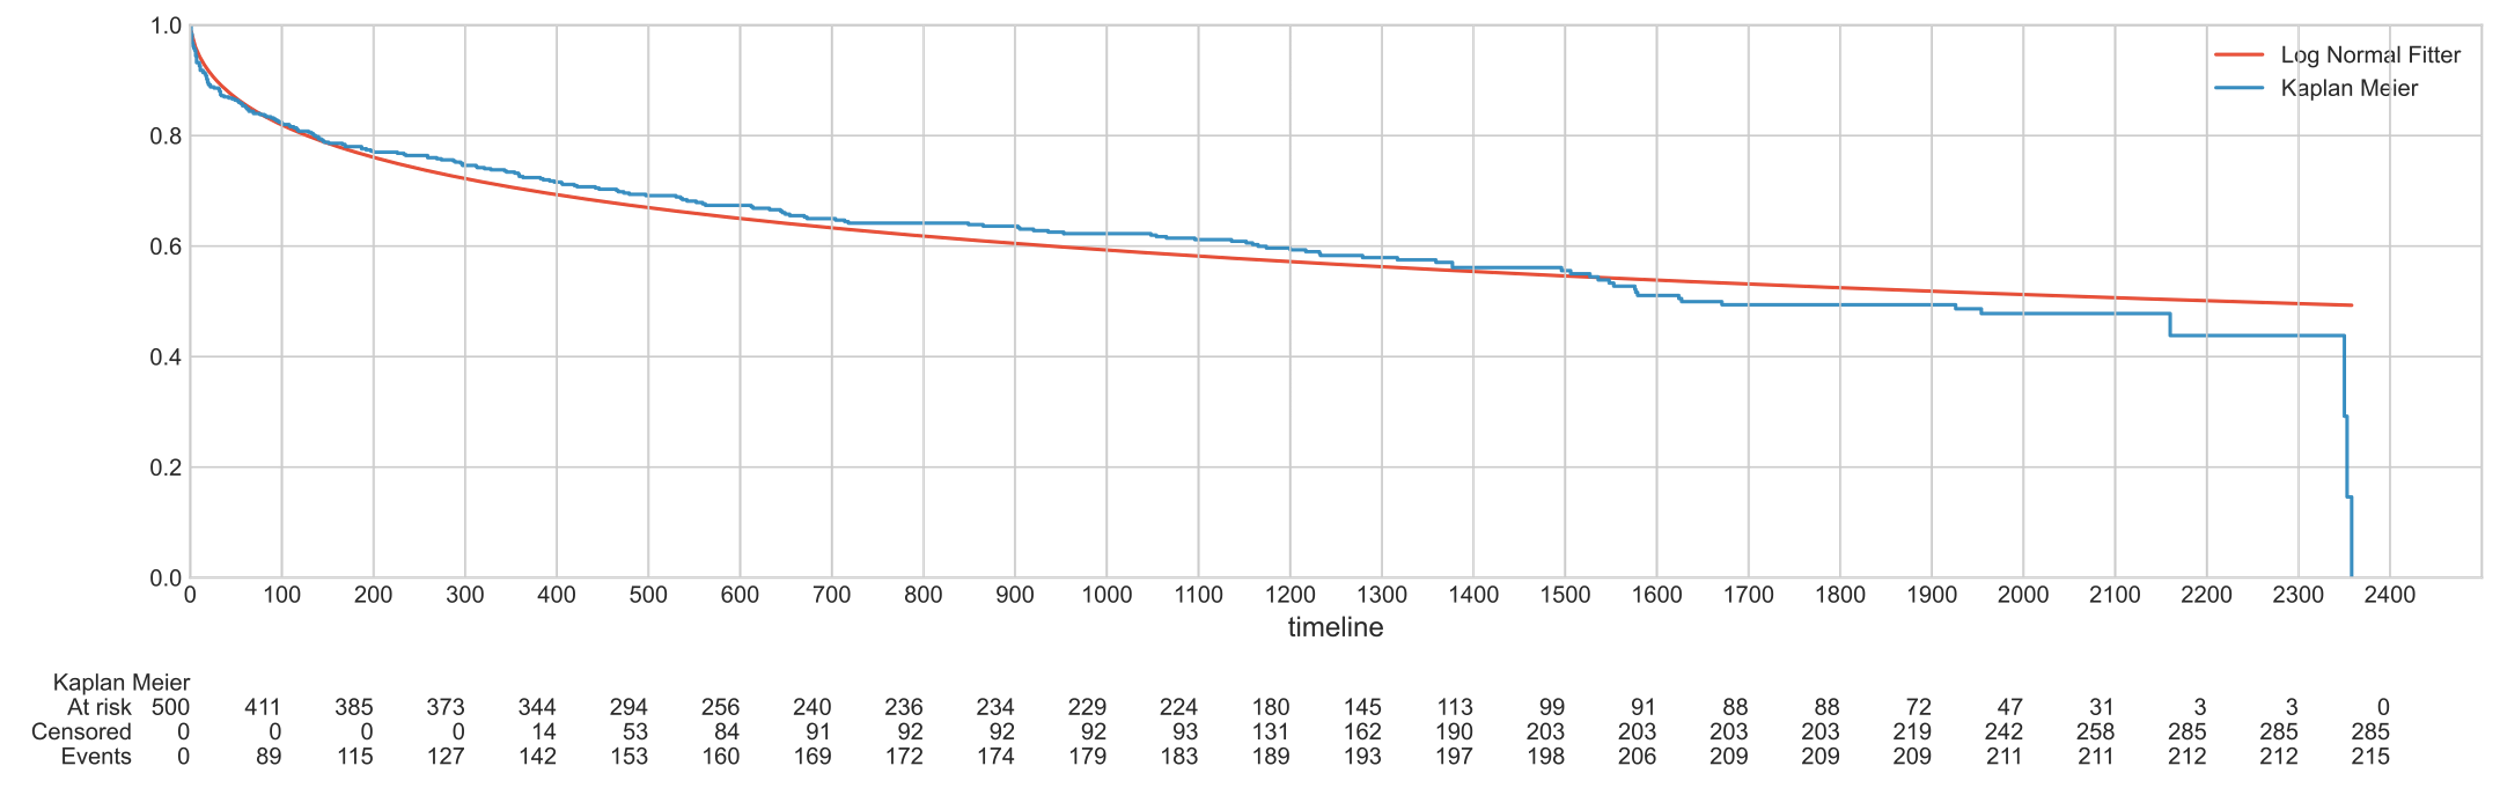 1.0
Log Normal Fitter
Kaplan Meier
0.8
0.6
0.4
0.2
0.0
0 100 200 300 400 500 600 700 800 900 1000 1100 1200 1300 1400 1500 1600 1700 1800 1900 2000 2100 2200 2300 2400
timeline
Kaplan Meier
At risk 500 411 385 373 344 294 256 240 236 234 229 224 180 145 113 99 91 88 88 72 47 31 3 3 0
Censored 0 0 0 0 14 53 84 91 92 92 92 93 131 162 190 203 203 203 203 219 242 258 285 285 285
Events 0 89 115 127 142 153 160 169 172 174 179 183 189 193 197 198 206 209 209 209 211 211 212 212 215